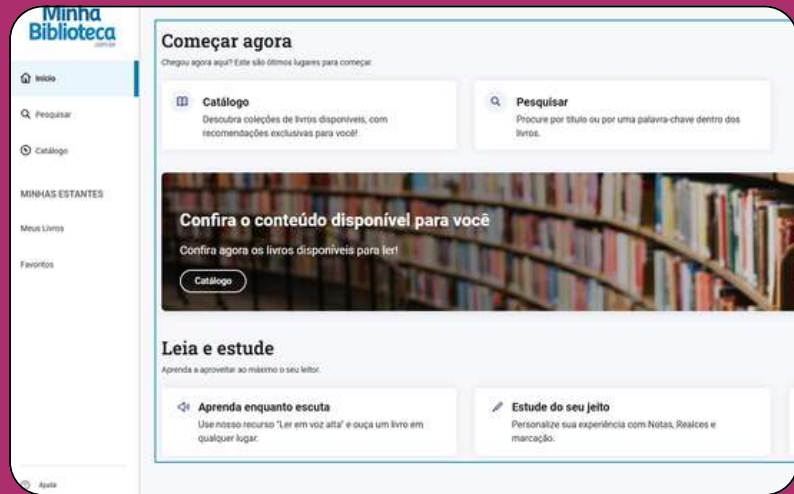 Minha
Biblioteca
Início
Pesquisar
Catálogo
MINHAS ESTANTES
Meus Livros
Favoritos
Ajuda
Começar agora
Chegou agora aqui? Este são ótimos lugares para começar.
Catálogo
Descubra coleções de livros disponíveis, com
recomendações exclusivas para você!
Pesquisar
Procure por título ou por uma palavra-chave dentro dos
livros.
Confira o conteúdo disponível para você
Confira agora os livros disponíveis para ler!
Catálogo
Leia e estude
Aprenda a aproveitar ao máximo o seu leitor.
Aprenda enquanto escuta
Use nosso recurso "Ler em voz alta" e ouça um livro em
qualquer lugar.
Estude do seu jeito
Personalize sua experiência com Notas, Realces e
marcação.